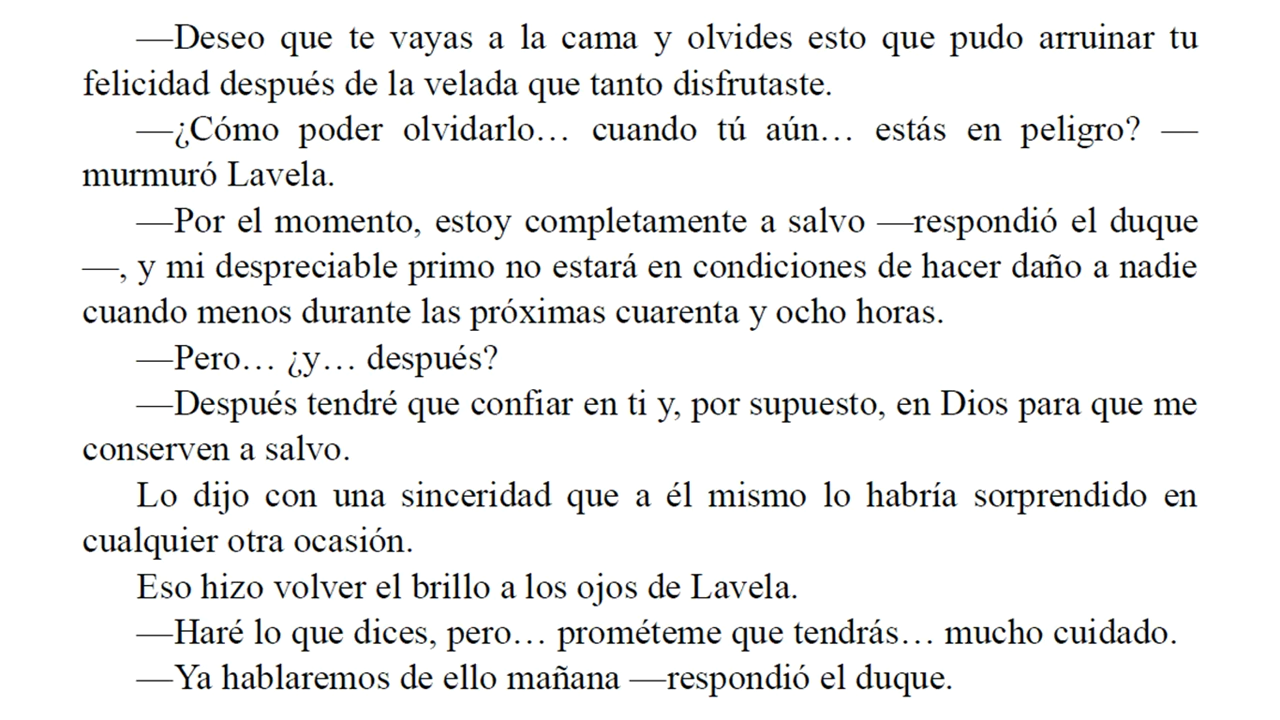 —Deseo que te vayas a la cama y olvides esto que pudo arruinar tu
felicidad después de la velada que tanto disfrutaste.
—¿Cómo poder olvidarlo… cuando tú aún… estás en peligro? —
murmuró Lavela.
—Por el momento, estoy completamente a salvo —respondió el duque
—, y mi despreciable primo no estará en condiciones de hacer daño a nadie
cuando menos durante las próximas cuarenta y ocho horas.
—Pero… ¿y… después?
—Después tendré que confiar en ti y, por supuesto, en Dios para que me
conserven a salvo.
Lo dijo con una sinceridad que a él mismo lo habría sorprendido en
cualquier otra ocasión.
Eso hizo volver el brillo a los ojos de Lavela.
—Haré lo que dices, pero… prométeme que tendrás… mucho cuidado.
—Ya hablaremos de ello mañana —respondió el duque.